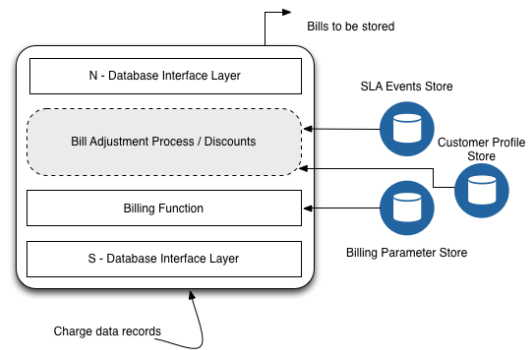 Bills to be stored
N - Database Interface Layer
SLA Events Store
Bill Adjustment Process / Discounts
Customer Profile
Store
Billing Function
Billing Parameter Store
S - Database Interface Layer
Charge data records